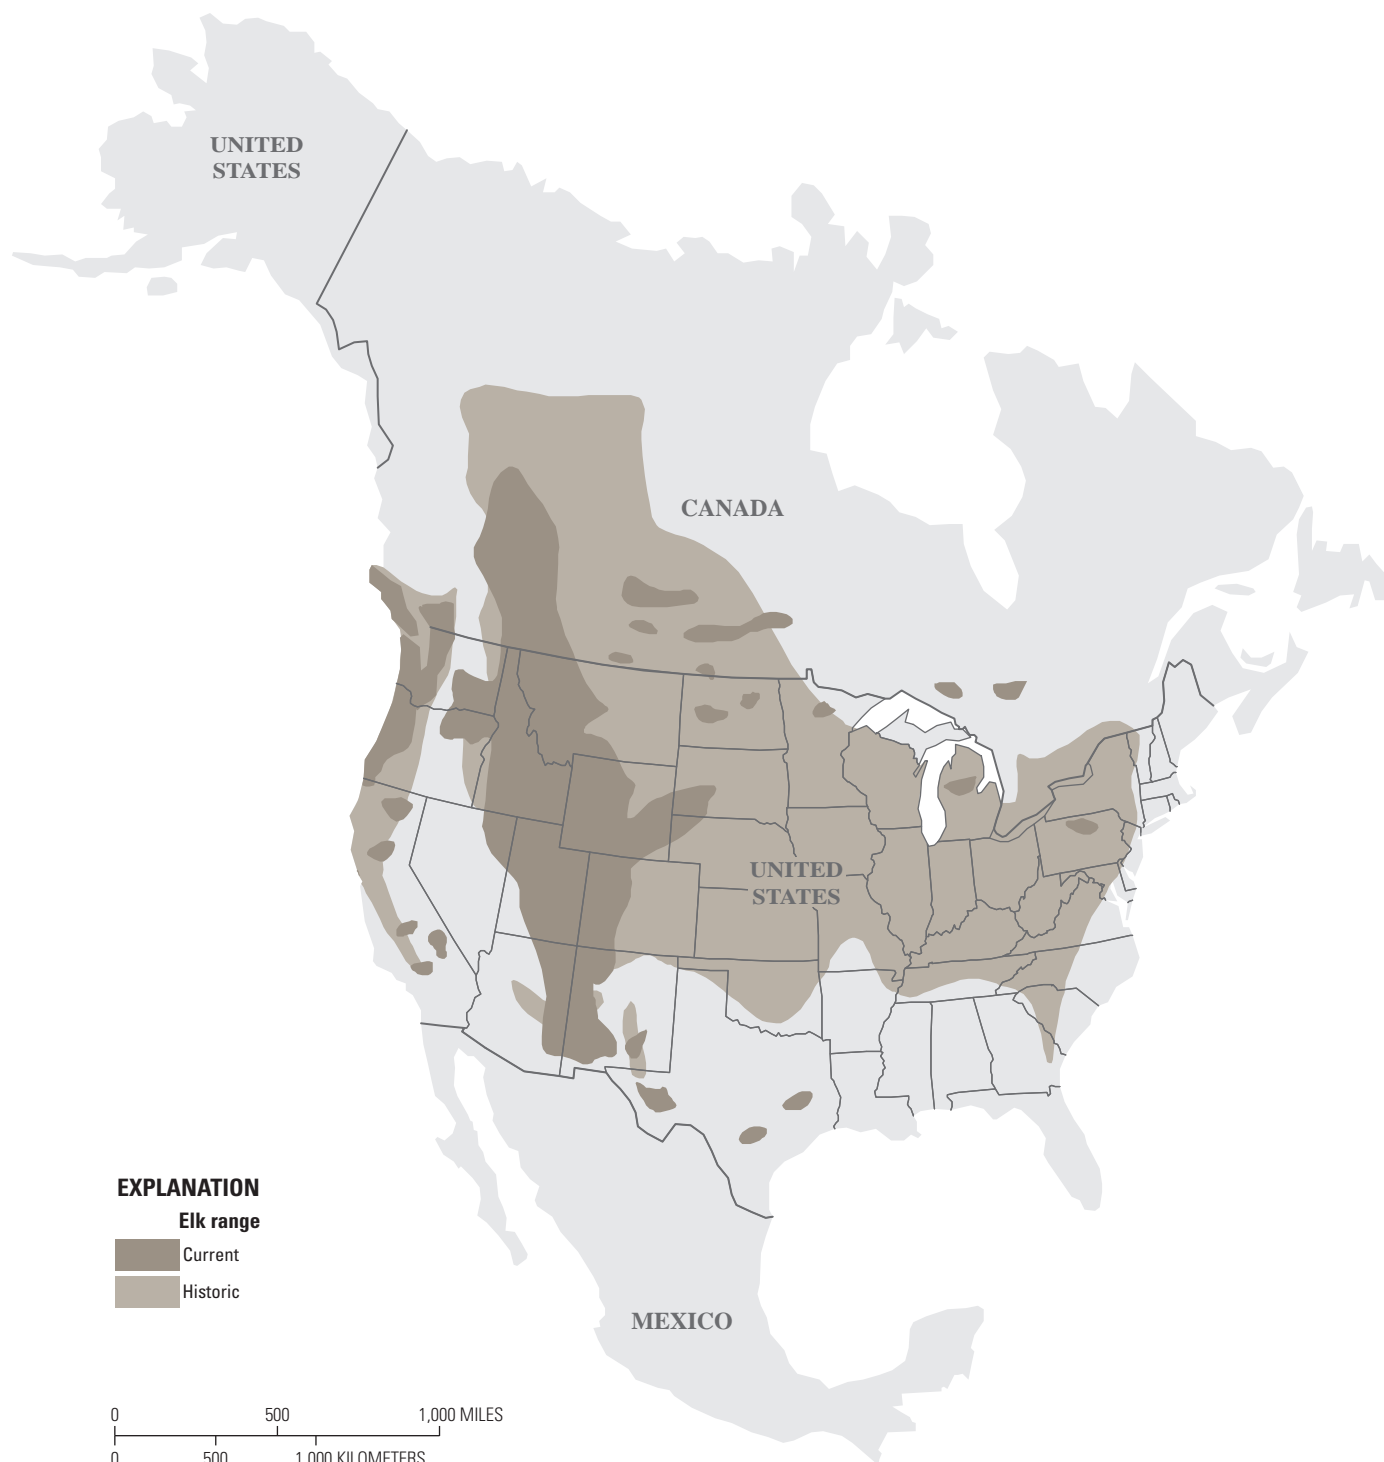 UNITED
STATES
CANADA
UNITED
STATES
EXPLANATION
Elk range
Current
Historic
MEXICO
0 500 1,000 MILES
0 500 1,000 KILOMETERS